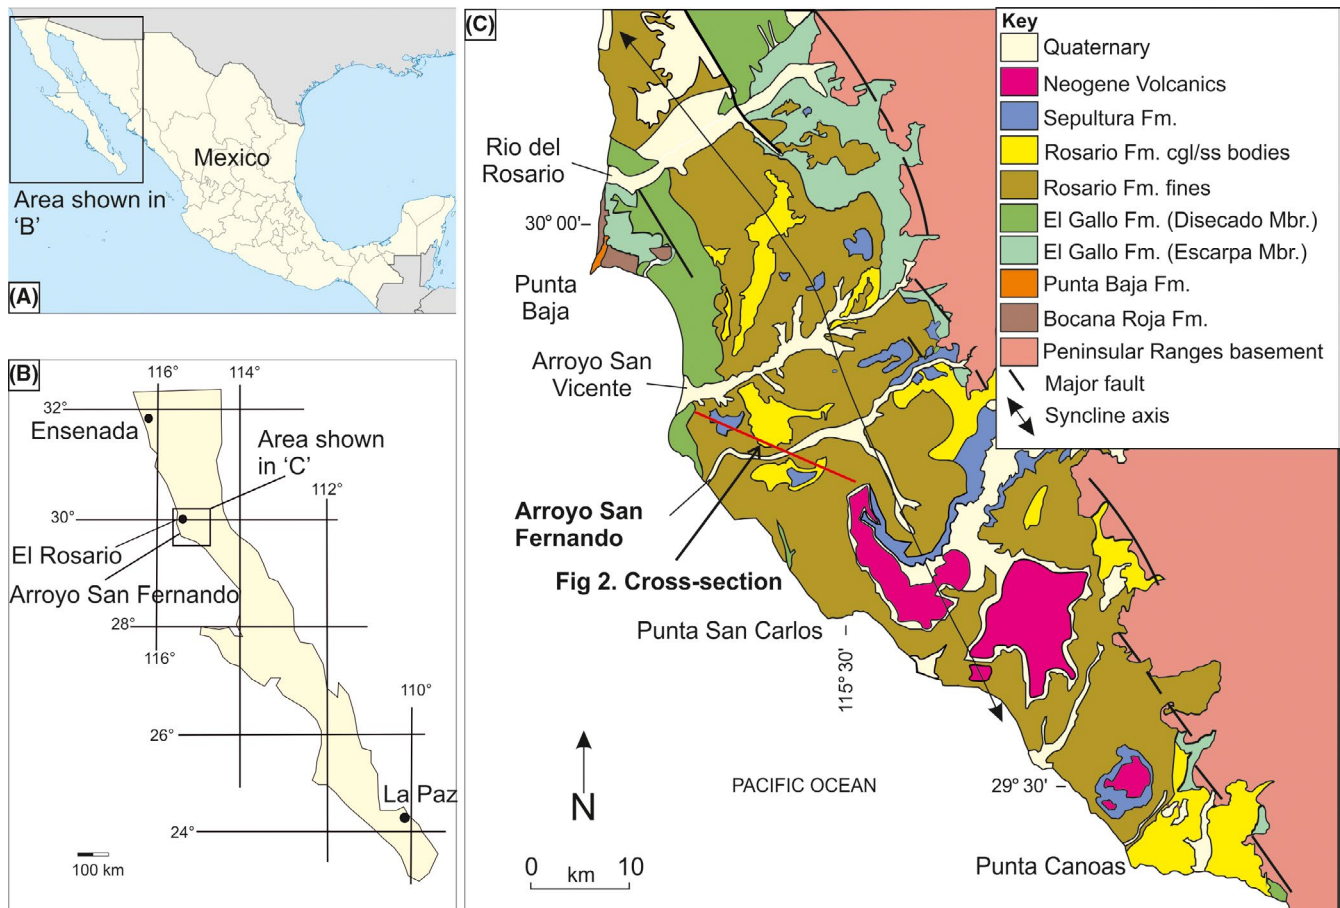 (A)
Mexico
Area shown in
‘B’
(B)
116°
114°
32°
Ensenada
Area shown
in ‘C’
112°
30°
El Rosario
Arroyo San Fernando
28°
116°
110°
26°
La Paz
24°
100 km
(C)
Key
Quaternary
Neogene Volcanics
Sepultura Fm.
Rosario Fm. cgl/ss bodies
Rosario Fm. fines
El Gallo Fm. (Disecado Mbr.)
El Gallo Fm. (Escarpa Mbr.)
Punta Baja Fm.
Bocana Roja Fm.
Peninsular Ranges basement
Major fault
Syncline axis
Rio del
Rosario
30° 00'
Punta
Baja
Arroyo San
Vicente
Arroyo San
Fernando
Fig 2. Cross-section
Punta San Carlos
115° 30'
N
PACIFIC OCEAN
29° 30'
0 10
km
Punta Canoas